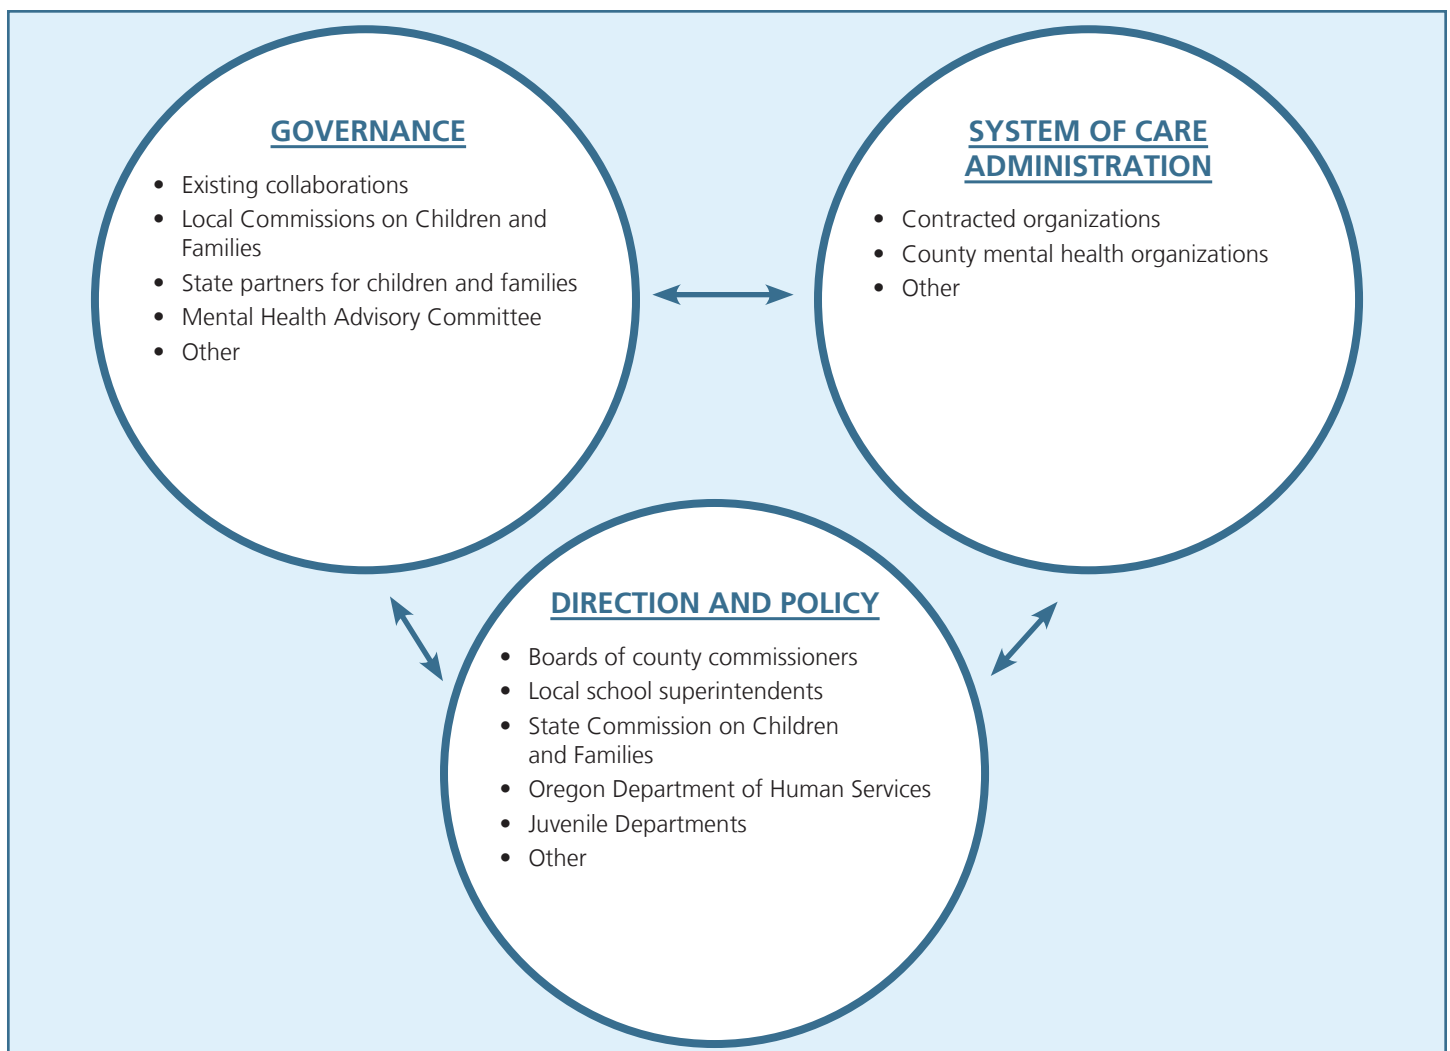 GOVERNANCE
• Existing collaborations
• Local Commissions on Children and
Families
• State partners for children and families
• Mental Health Advisory Committee
• Other
SYSTEM OF CARE
ADMINISTRATION
• Contracted organizations
• County mental health organizations
• Other
DIRECTION AND POLICY
• Boards of county commissioners
• Local school superintendents
• State Commission on Children
and Families
• Oregon Department of Human Services
• Juvenile Departments
• Other